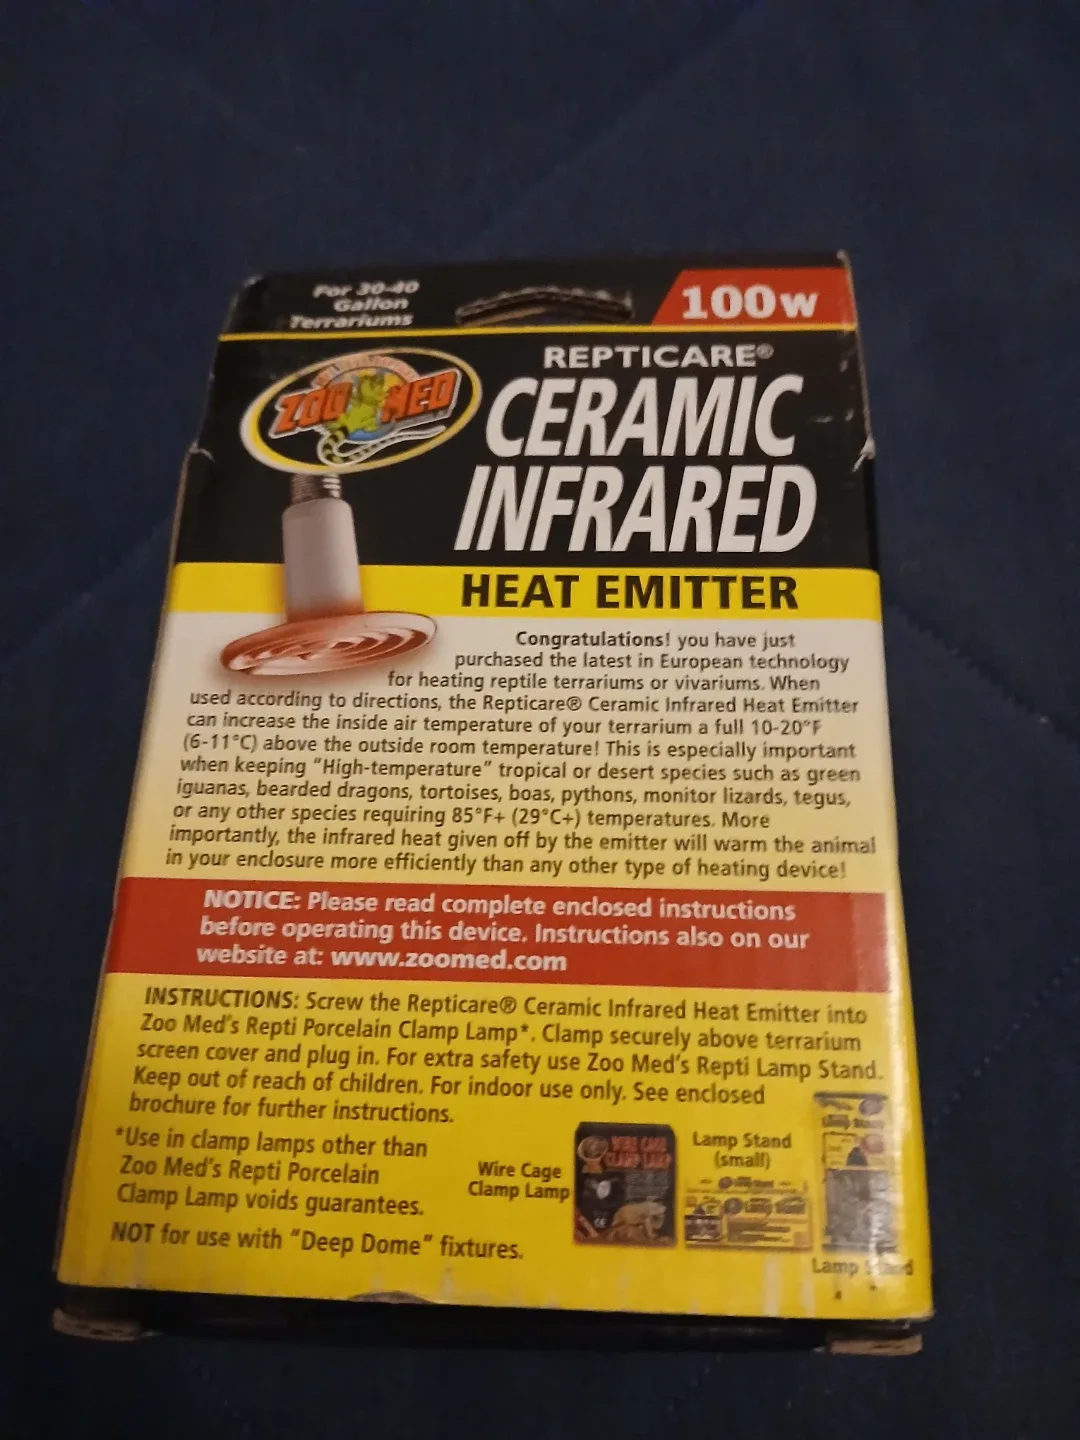 For 30-40
Gallon
Terrariums
100w
ZOO MED
REPTICARE®
CERAMIC
INFRARED
HEAT EMITTER
Congratulations! you have just
purchased the latest in European technology
for heating reptile terrariums or vivariums. When
used according to directions, the Repticare® Ceramic Infrared Heat Emitter
can increase the inside air temperature of your terrarium a full 10-20°F
(6-11°C) above the outside room temperature! This is especially important
when keeping "High-temperature" tropical or desert species such as green
iguanas, bearded dragons, tortoises, boas, pythons, monitor lizards, tegus,
or any other species requiring 85°F+ (29°C+) temperatures. More
importantly, the infrared heat given off by the emitter will warm the animal
in your enclosure more efficiently than any other type of heating device!
NOTICE: Please read complete enclosed instructions
before operating this device. Instructions also on our
website at: www.zoomed.com
INSTRUCTIONS: Screw the Repticare® Ceramic Infrared Heat Emitter into
Zoo Med's Repti Porcelain Clamp Lamp*. Clamp securely above terrarium
screen cover and plug in. For extra safety use Zoo Med's Repti Lamp Stand.
Keep out of reach of children. For indoor use only. See enclosed
brochure for further instructions.
*Use in clamp lamps other than
Zoo Med's Repti Porcelain
Clamp Lamp voids guarantees.
NOT for use with "Deep Dome" fixtures.
Wire Cage
Clamp Lamp
WIRE CAGE
CLAMP LAMP
Lamp Stand
(small)
Lamp Stand
Lamp